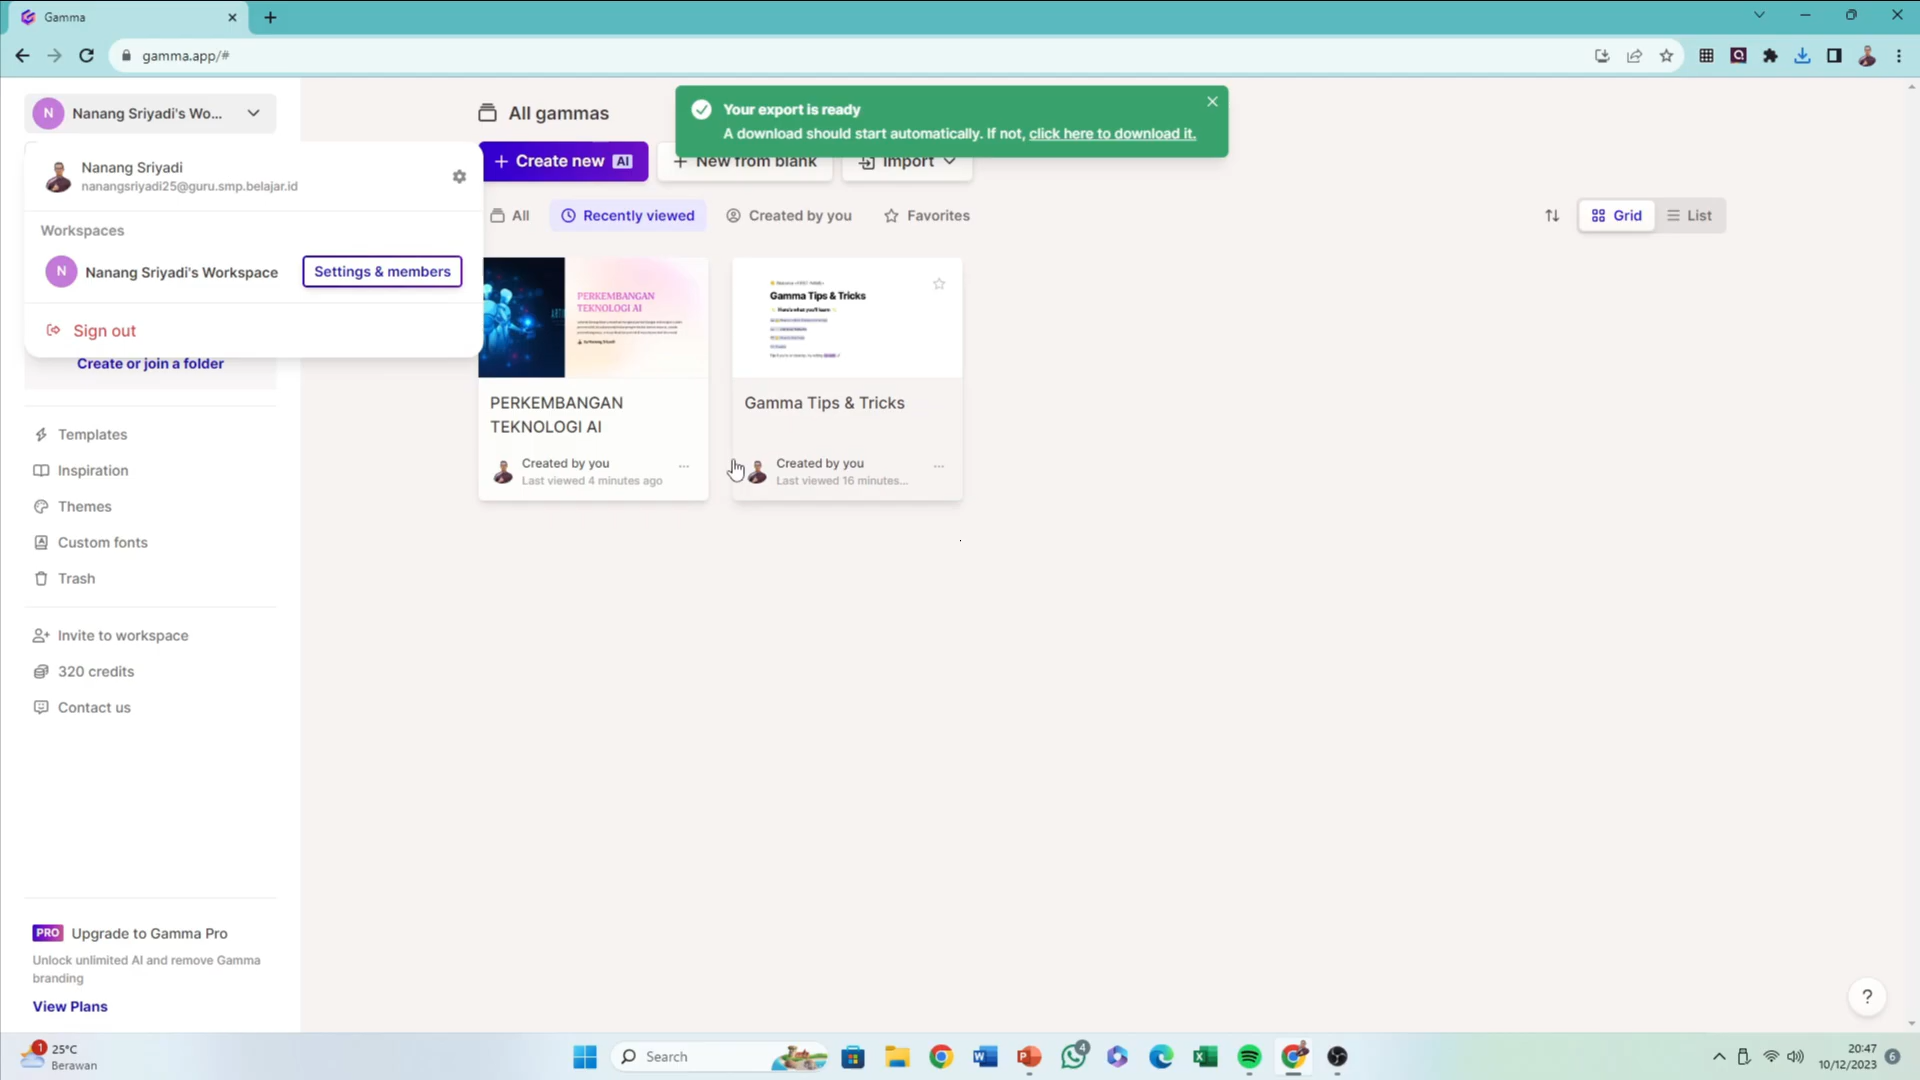 Gamma
gamma.app/#
N Nanang Sriyadi's Wo...
All gammas
Your export is ready
A download should start automatically. If not, click here to download it.
Nanang Sriyadi
nanangsriyadi25@guru.smp.belajar.id
+ Create new AI
+ New from blank
Import
Workspaces
All
Recently viewed
Created by you
Favorites
Grid
List
N Nanang Sriyadi's Workspace
Settings & members
Sign out
Create or join a folder
PERKEMBANGAN
TEKNOLOGI AI
Gamma Tips & Tricks
PERKEMBANGAN
TEKNOLOGI AI
Created by you
Last viewed 4 minutes ago
Gamma Tips & Tricks
Created by you
Last viewed 16 minutes...
Templates
Inspiration
Themes
Custom fonts
Trash
Invite to workspace
320 credits
Contact us
PRO Upgrade to Gamma Pro
Unlock unlimited AI and remove Gamma
branding
View Plans
?
1
25°C
Berawan
Search
4
20:47
10/12/2023
6